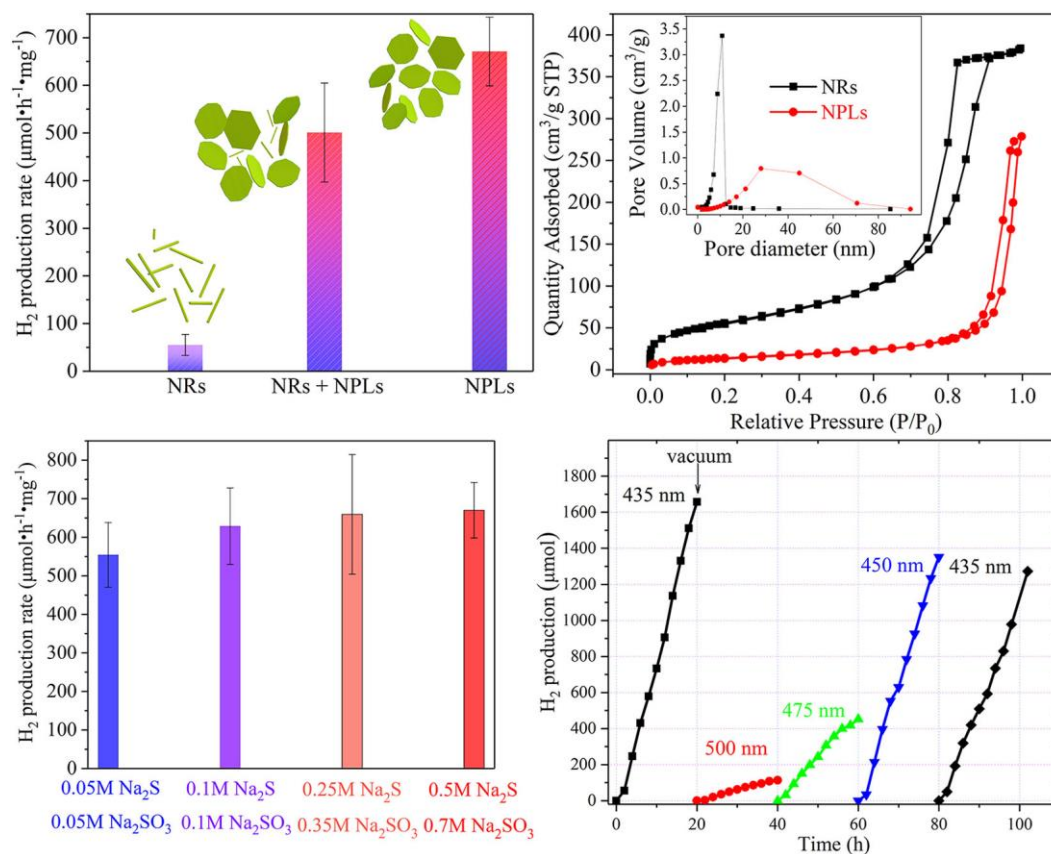 H₂ production rate (μmol•h⁻¹•mg⁻¹)
700
600
500
400
300
200
100
0
NRs
NRs + NPLs
NPLs
Quantity Adsorbed (cm³/g STP)
400
350
300
250
200
150
100
50
0
Pore Volume (cm³/g)
3.5
3.0
2.5
2.0
1.5
1.0
0.5
0.0
0 20 40 60 80
Pore diameter (nm)
NRs
NPLs
0.0 0.2 0.4 0.6 0.8 1.0
Relative Pressure (P/P₀)
H₂ production rate (μmol•h⁻¹•mg⁻¹)
800
700
600
500
400
300
200
100
0
0.05M Na₂S 0.1M Na₂S 0.25M Na₂S 0.5M Na₂S
0.05M Na₂SO₃ 0.1M Na₂SO₃ 0.35M Na₂SO₃ 0.7M Na₂SO₃
H₂ production (μmol)
1800
1600
1400
1200
1000
800
600
400
200
0
vacuum
435 nm
500 nm
475 nm
450 nm
435 nm
0 20 40 60 80 100
Time (h)